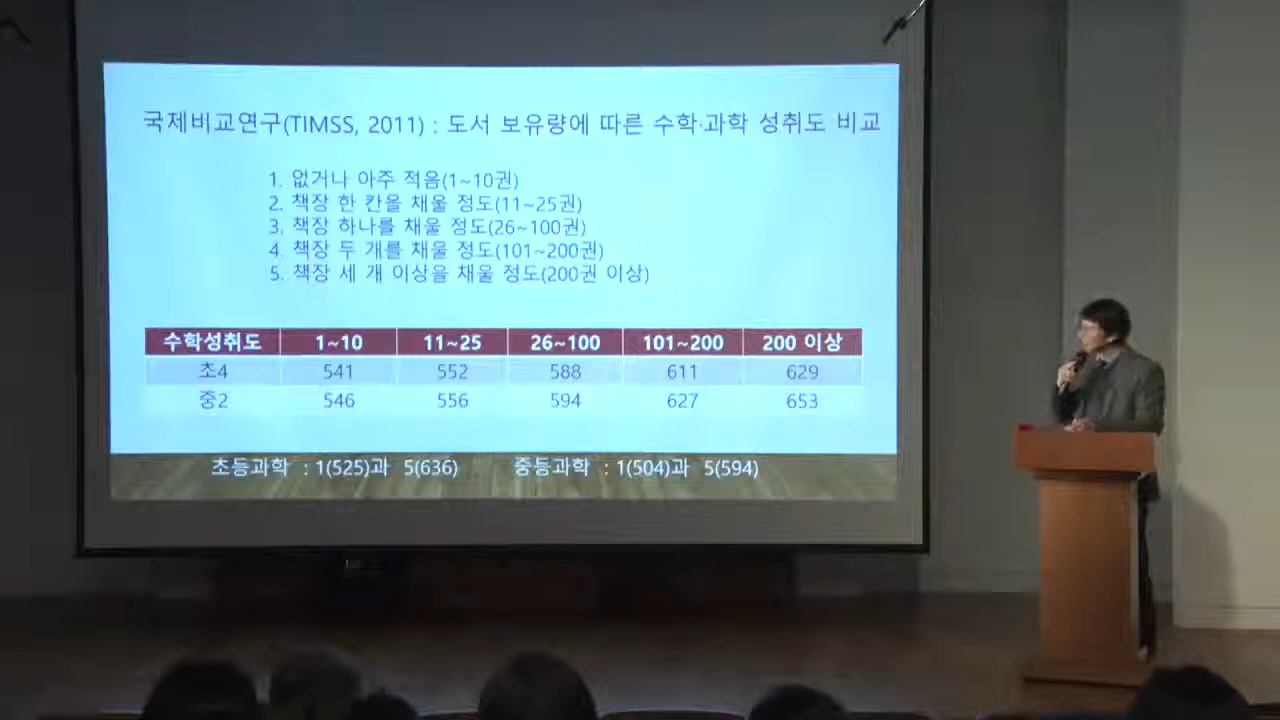 국제비교연구(TIMSS, 2011) : 도서 보유량에 따른 수학·과학 성취도 비교
1. 없거나 아주 적음(1~10권)
2. 책장 한 칸을 채울 정도(11~25권)
3. 책장 하나를 채울 정도(26~100권)
4. 책장 두 개를 채울 정도(101~200권)
5. 책장 세 개 이상을 채울 정도(200권 이상)
수학성취도 1~10 11~25 26~100 101~200 200 이상
초4 541 552 588 611 629
중2 546 556 594 627 653
초등과학 : 1(525)과 5(636) 중등과학 : 1(504)과 5(594)